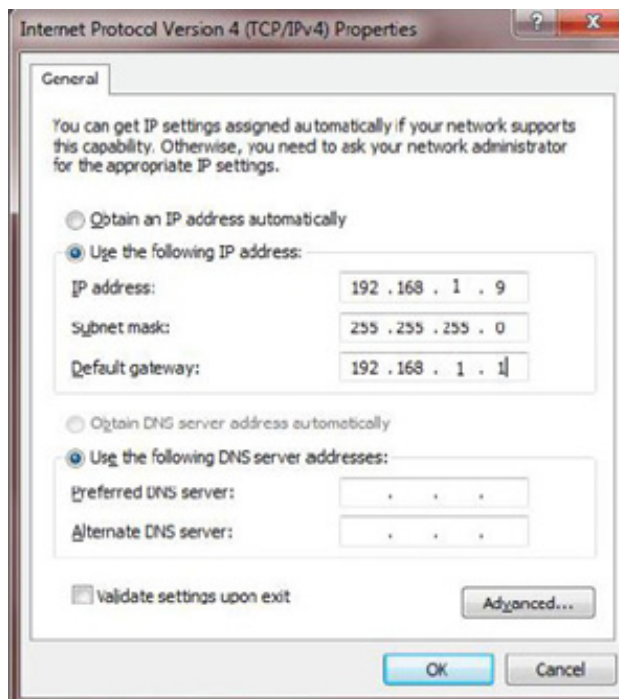 Internet Protocol Version 4 (TCP/IPv4) Properties
General
You can get IP settings assigned automatically if your network supports
this capability. Otherwise, you need to ask your network administrator
for the appropriate IP settings.
Obtain an IP address automatically
Use the following IP address:
IP address: 192 . 168 . 1 . 9
Subnet mask: 255 . 255 . 255 . 0
Default gateway: 192 . 168 . 1 . 1
Obtain DNS server address automatically
Use the following DNS server addresses:
Preferred DNS server: . . .
Alternate DNS server: . . .
Validate settings upon exit
Advanced...
OK Cancel